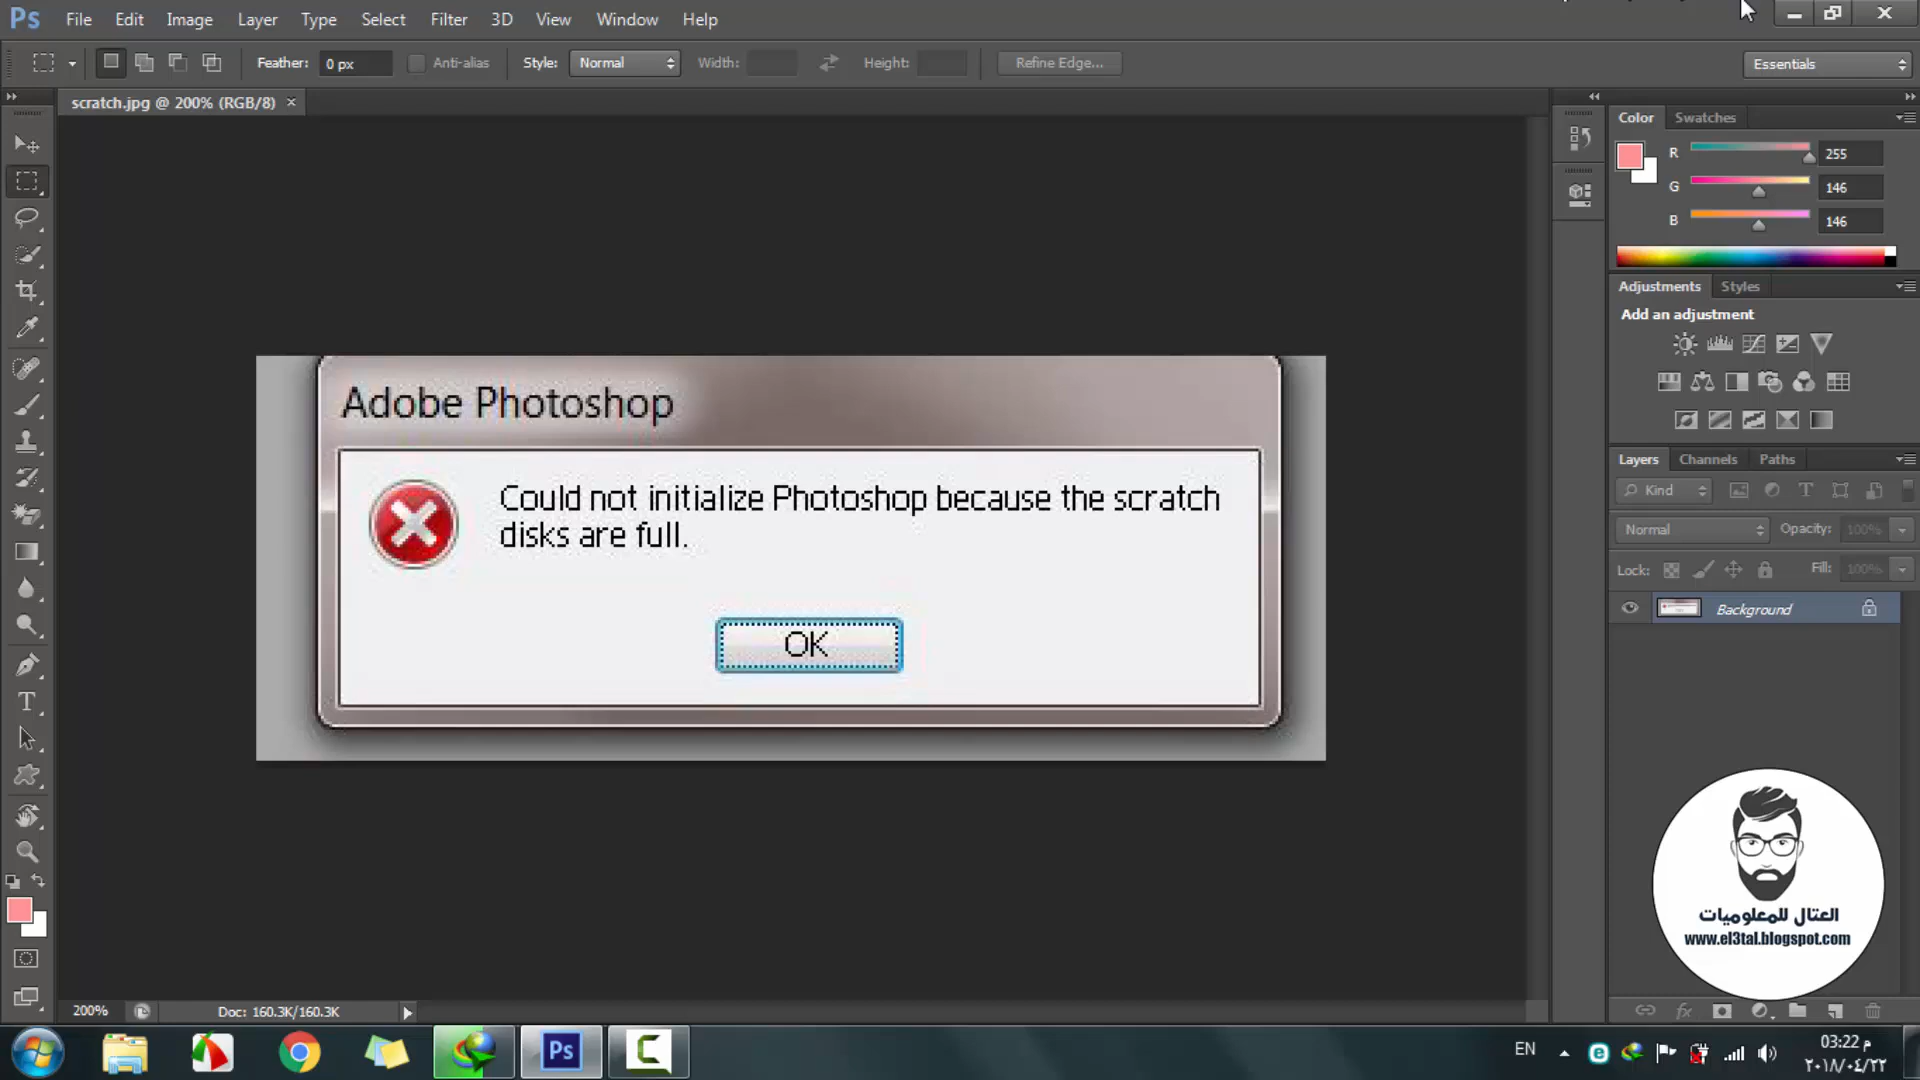 Ps File Edit Image Layer Type Select Filter 3D View Window Help
Feather: 0 px Anti-alias Style: Normal Width: Height: Refine Edge... Essentials
scratch.jpg @ 200% (RGB/8) ×
Color Swatches
R 255
G 146
B 146
Adjustments Styles
Add an adjustment
Adobe Photoshop
Could not initialize Photoshop because the scratch
disks are full.
OK
Layers Channels Paths
Kind
Normal Opacity: 100%
Lock: Fill: 100%
Background
العتال للمعلوميات
www.el3tal.blogspot.com
200% Doc: 160.3K/160.3K
Ps
EN
03:22 م
٢٠١٨/٠٤/٢٢